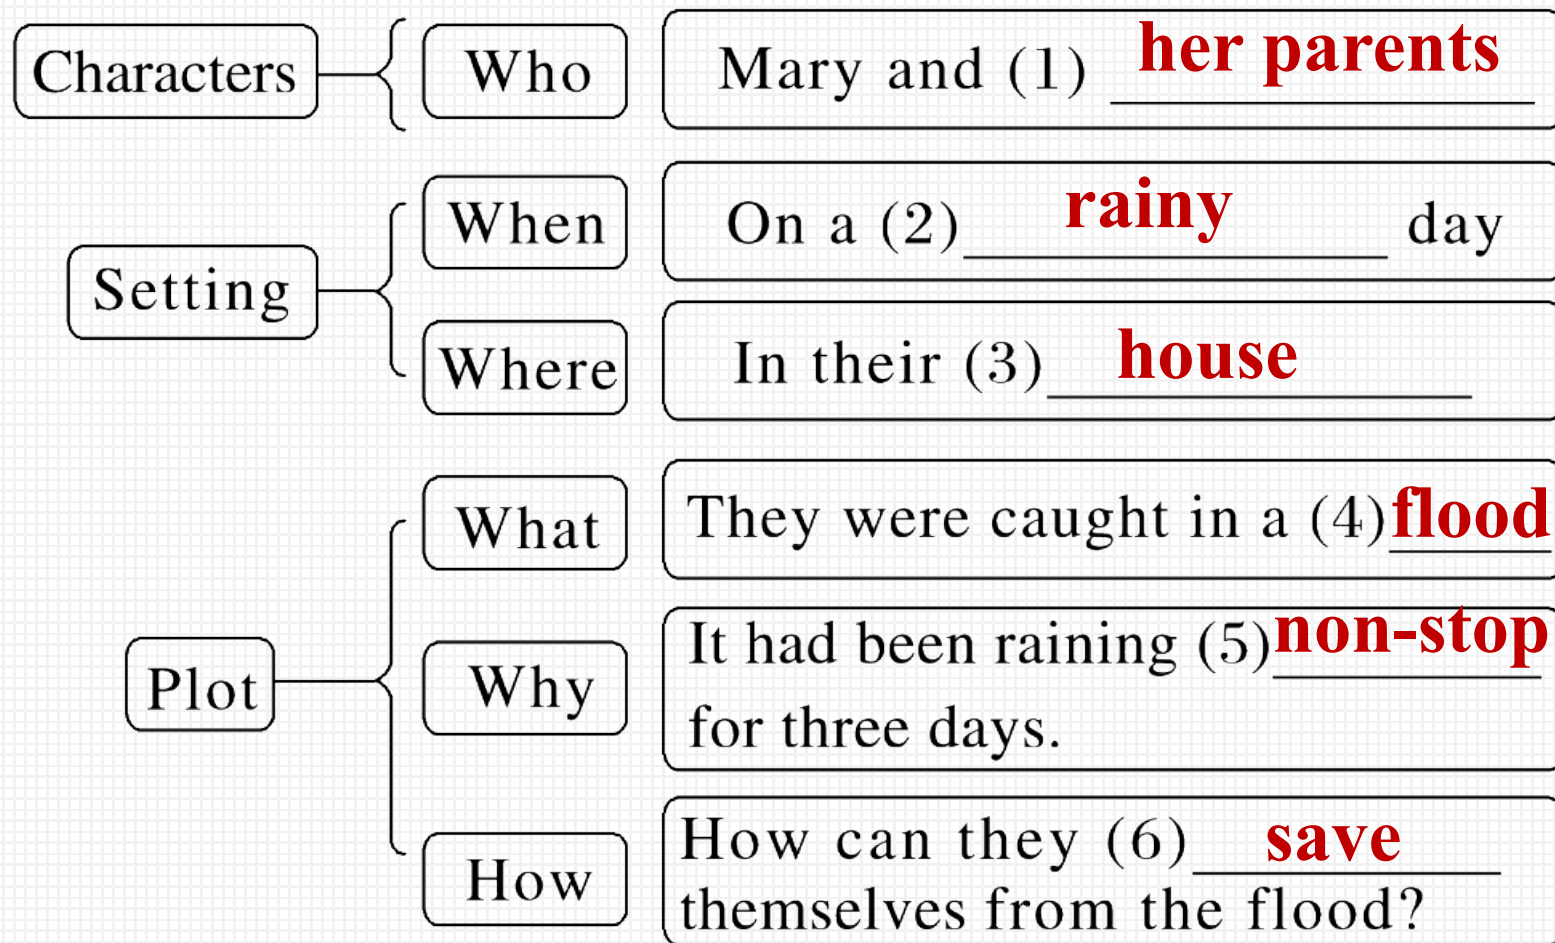 Characters
Who
Mary and (1) her parents
Setting
When
On a (2) rainy day
Where
In their (3) house
Plot
What
They were caught in a (4) flood
Why
It had been raining (5) non-stop
for three days.
How
How can they (6) save
themselves from the flood?